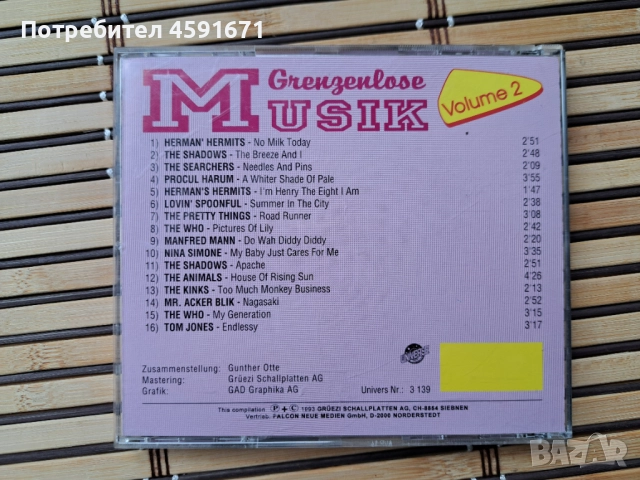 Потребител 4591671
Grenzenlose
MUSIK
Volume 2
1) HERMAN' HERMITS - No Milk Today 2'51
2) THE SHADOWS - The Breeze And I 2'48
3) THE SEARCHERS - Needles And Pins 2'09
4) PROCUL HARUM - A Whiter Shade Of Pale 3'55
5) HERMAN'S HERMITS - I'm Henry The Eight I Am 1'47
6) LOVIN' SPOONFUL - Summer In The City 2'38
7) THE PRETTY THINGS - Road Runner 3'08
8) THE WHO - Pictures Of Lily 2'42
9) MANFRED MANN - Do Wah Diddy Diddy 2'20
10) NINA SIMONE - My Baby Just Cares For Me 3'35
11) THE SHADOWS - Apache 2'51
12) THE ANIMALS - House Of Rising Sun 4'26
13) THE KINKS - Too Much Monkey Business 2'13
14) MR. ACKER BLIK - Nagasaki 2'52
15) THE WHO - My Generation 3'15
16) TOM JONES - Endlessy 3'17
Zusammenstellung: Gunther Otte
Mastering: Grüezi Schallplatten AG
Grafik: GAD Graphika AG
Univers Nr.: 3 139
This compilation Ⓟ + © 1993 GRÜEZI SCHALLPLATTEN AG, CH-8854 SIEBNEN
Vertrieb: FALCON NEUE MEDIEN GmbH, D-2000 NORDERSTEDT
BAZAR